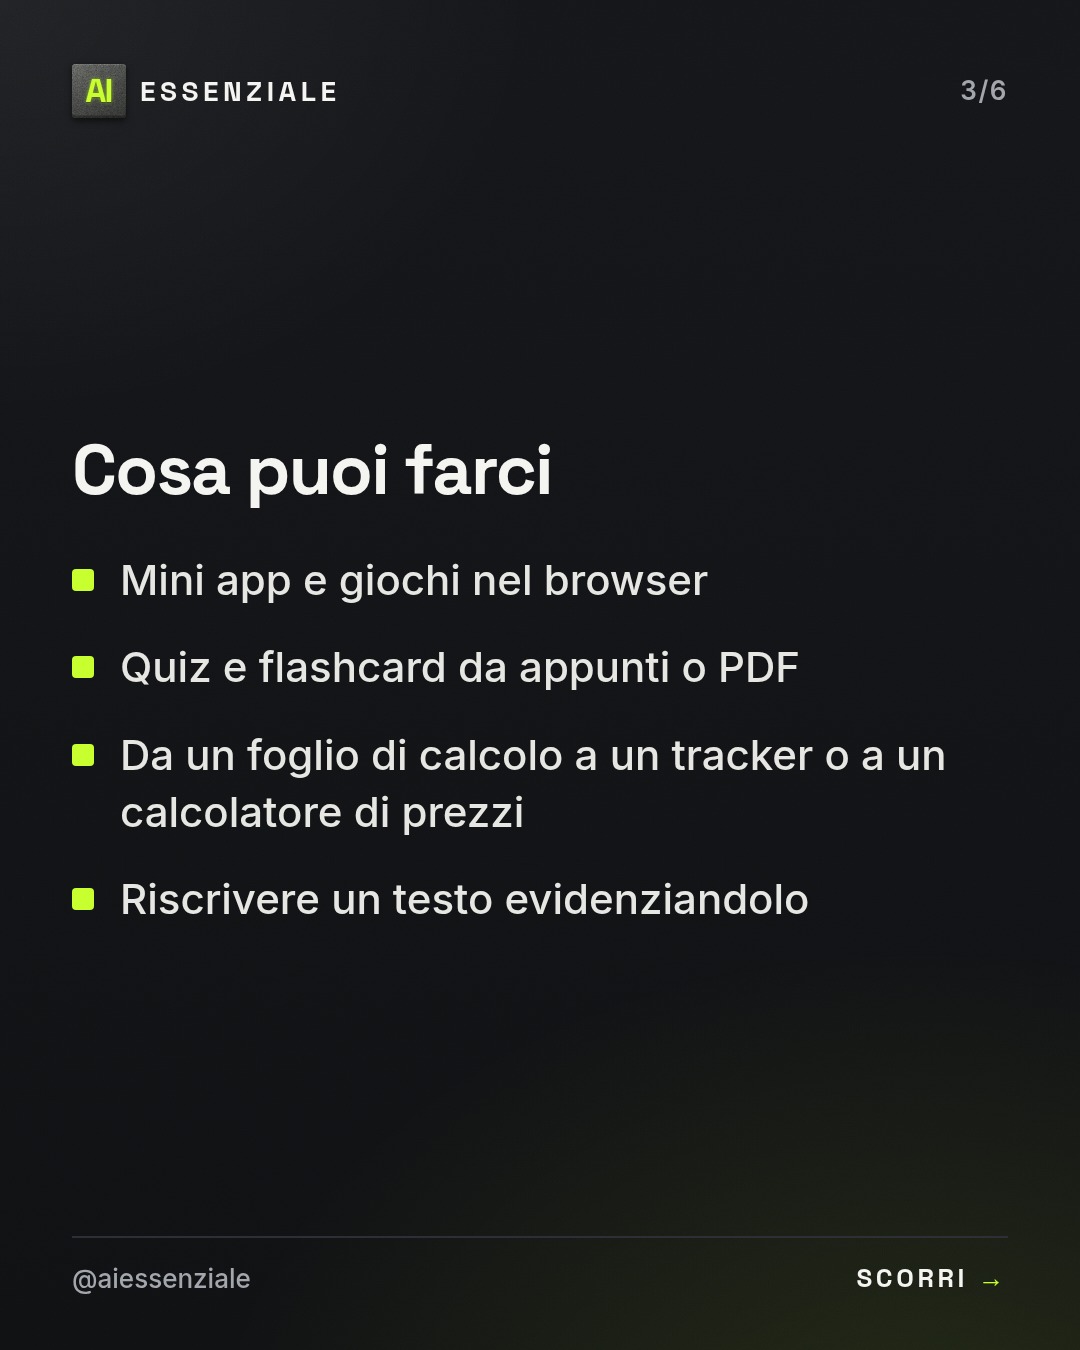 AI ESSENZIALE
3/6
Cosa puoi farci
Mini app e giochi nel browser
Quiz e flashcard da appunti o PDF
Da un foglio di calcolo a un tracker o a un
calcolatore di prezzi
Riscrivere un testo evidenziandolo
@aiessenziale
SCORRI →